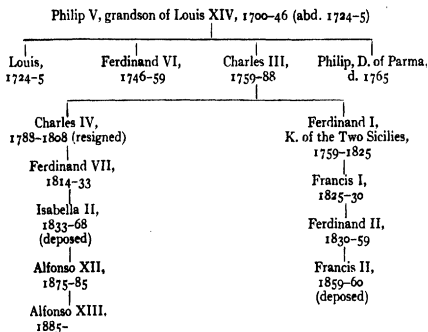 Philip V, grandson of Louis XIV, 1700-46 (abd. 1724-5)
Louis,
1724-5
Ferdinand VI,
1746-59
Charles III,
1759-88
Philip, D. of Parma,
d. 1765
Charles IV,
1788-1808 (resigned)
Ferdinand VII,
1814-33
Isabella II,
1833-68
(deposed)
Alfonso XII,
1875-85
Alfonso XIII.
1885-
Ferdinand I,
K. of the Two Sicilies,
1759-1825
Francis I,
1825-30
Ferdinand II,
1830-59
Francis II,
1859-60
(deposed)